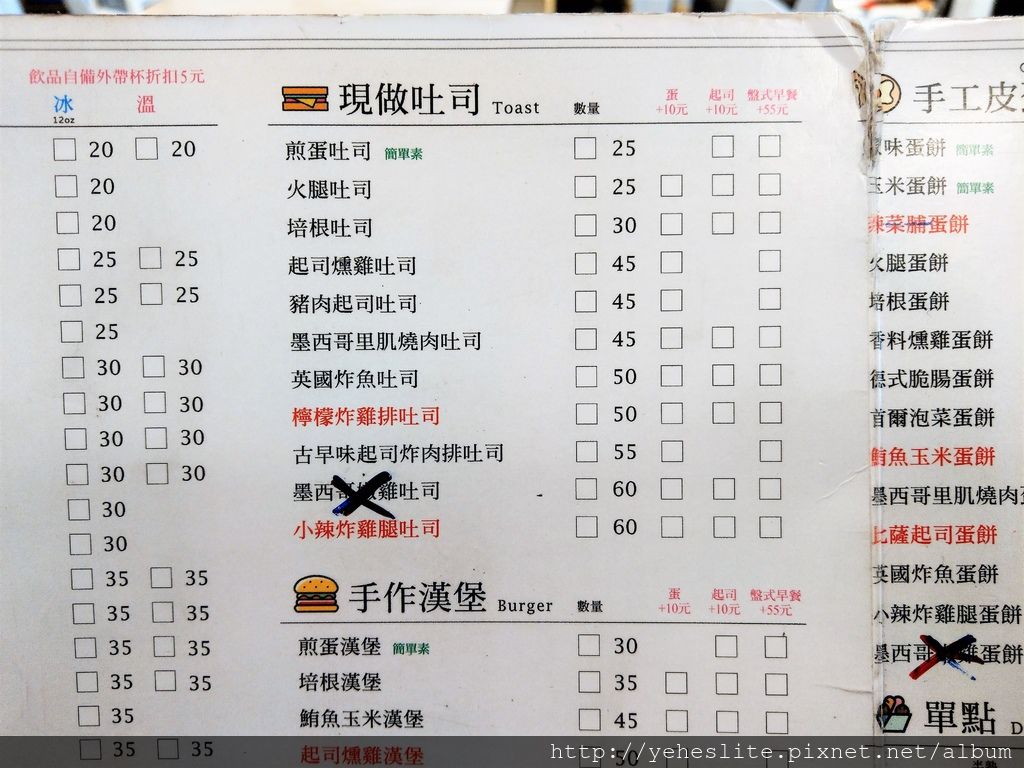 飲品自備外帶杯折扣5元
冰 溫
12oz
20 20
20
20
25 25
25 25
25
30 30
30 30
30 30
30 30
30
30
35 35
35 35
35 35
35 35
35
35 35
現做吐司 Toast 數量 蛋+10元 起司+10元 盤式早餐+55元
煎蛋吐司 簡單素 25
火腿吐司 25
培根吐司 30
起司燻雞吐司 45
豬肉起司吐司 45
墨西哥里肌燒肉吐司 45
英國炸魚吐司 50
檸檬炸雞排吐司 50
古早味起司炸肉排吐司 55
墨西 雞吐司 60
小辣炸雞腿吐司 60
手作漢堡 Burger 數量 蛋+10元 起司+10元 盤式早餐+55元
煎蛋漢堡 簡單素 30
培根漢堡 35
鮪魚玉米漢堡 45
起司燻雞漢堡 50
手工皮
味蛋餅 簡單素
玉米蛋餅 簡單素
菜脯蛋餅
火腿蛋餅
培根蛋餅
香料燻雞蛋餅
德式脆腸蛋餅
首爾泡菜蛋餅
鮪魚玉米蛋餅
墨西哥里肌燒肉
比薩起司蛋餅
英國炸魚蛋餅
小辣炸雞腿蛋餅
墨西哥 雞蛋餅
單點 D
http://yeheslite.pixnet.net/album